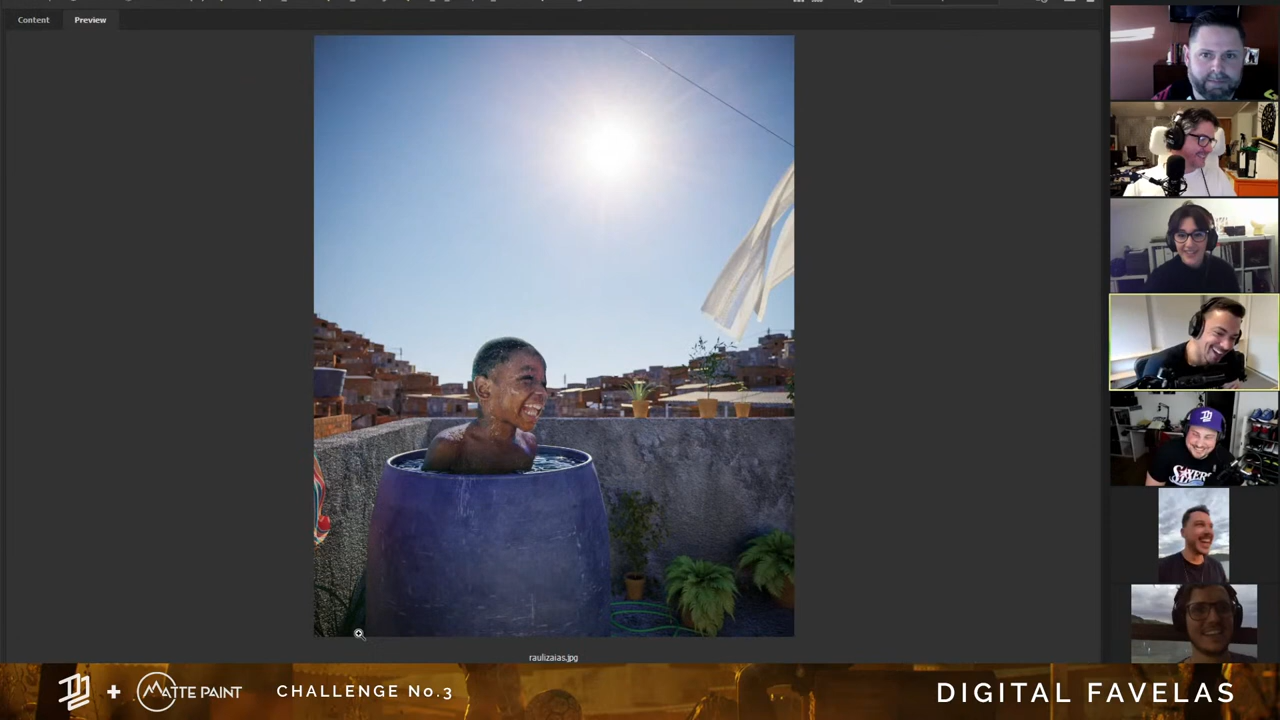 Content
Preview
raulizaias.jpg
+ MATTE PAINT
CHALLENGE No.3
DIGITAL FAVELAS